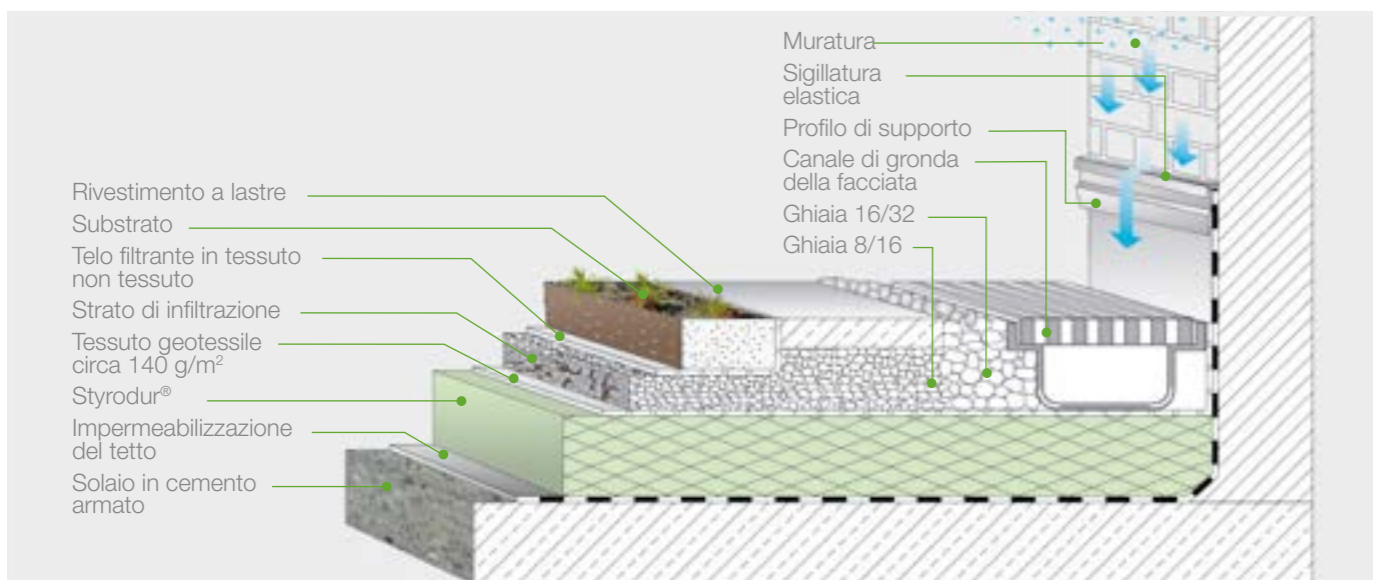 Muratura
Sigillatura
elastica
Profilo di supporto
Canale di gronda
della facciata
Ghiaia 16/32
Ghiaia 8/16
Rivestimento a lastre
Substrato
Telo filtrante in tessuto
non tessuto
Strato di infiltrazione
Tessuto geotessile
circa 140 g/m²
Styrodur®
Impermeabilizzazione
del tetto
Solaio in cemento
armato